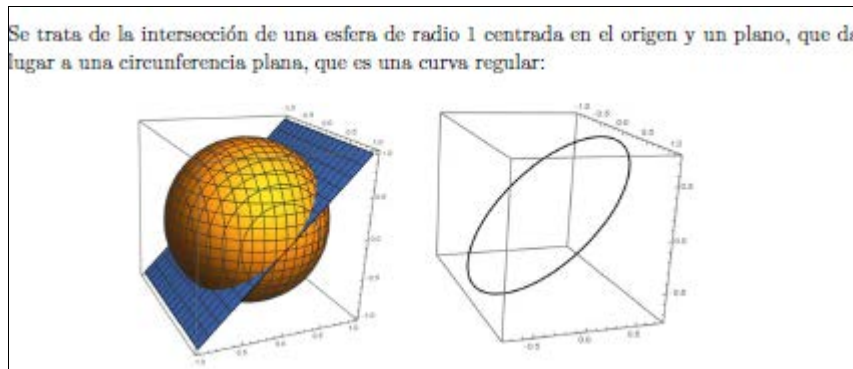 Se trata de la intersección de una esfera de radio 1 centrada en el origen y un plano, que da
lugar a una circunferencia plana, que es una curva regular: